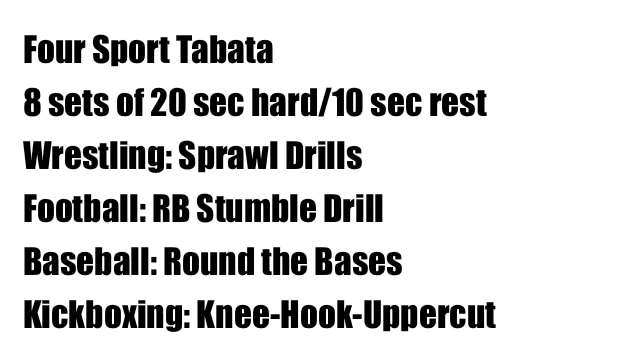 Four Sport Tabata
8 sets of 20 sec hard/10 sec rest
Wrestling: Sprawl Drills
Football: RB Stumble Drill
Baseball: Round the Bases
Kickboxing: Knee-Hook-Uppercut